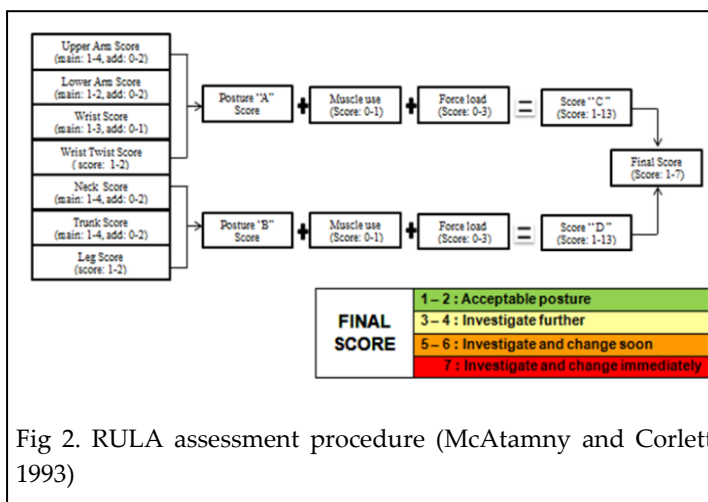 Upper Arm Score
(main: 1-4, add: 0-2)
Lower Arm Score
(main: 1-2, add: 0-2)
Wrist Score
(main: 1-3, add: 0-1)
Wrist Twist Score
( score: 1-2)
Neck Score
(main: 1-4, add: 0-2)
Trunk Score
(main: 1-4, add: 0-2)
Leg Score
(score: 1-2)
Posture "A"
Score
+
Muscle use
(Score: 0-1)
+
Force load
(Score: 0-3)
=
Score "C"
(Score: 1-13)
Posture "B"
Score
+
Muscle use
(Score: 0-1)
+
Force load
(Score: 0-3)
=
Score "D"
(Score: 1-13)
Final Score
(Score: 1-7)
FINAL
SCORE
1 – 2 : Acceptable posture
3 – 4 : Investigate further
5 – 6 : Investigate and change soon
7 : Investigate and change immediately
Fig 2. RULA assessment procedure (McAtamny and Corlett
1993)